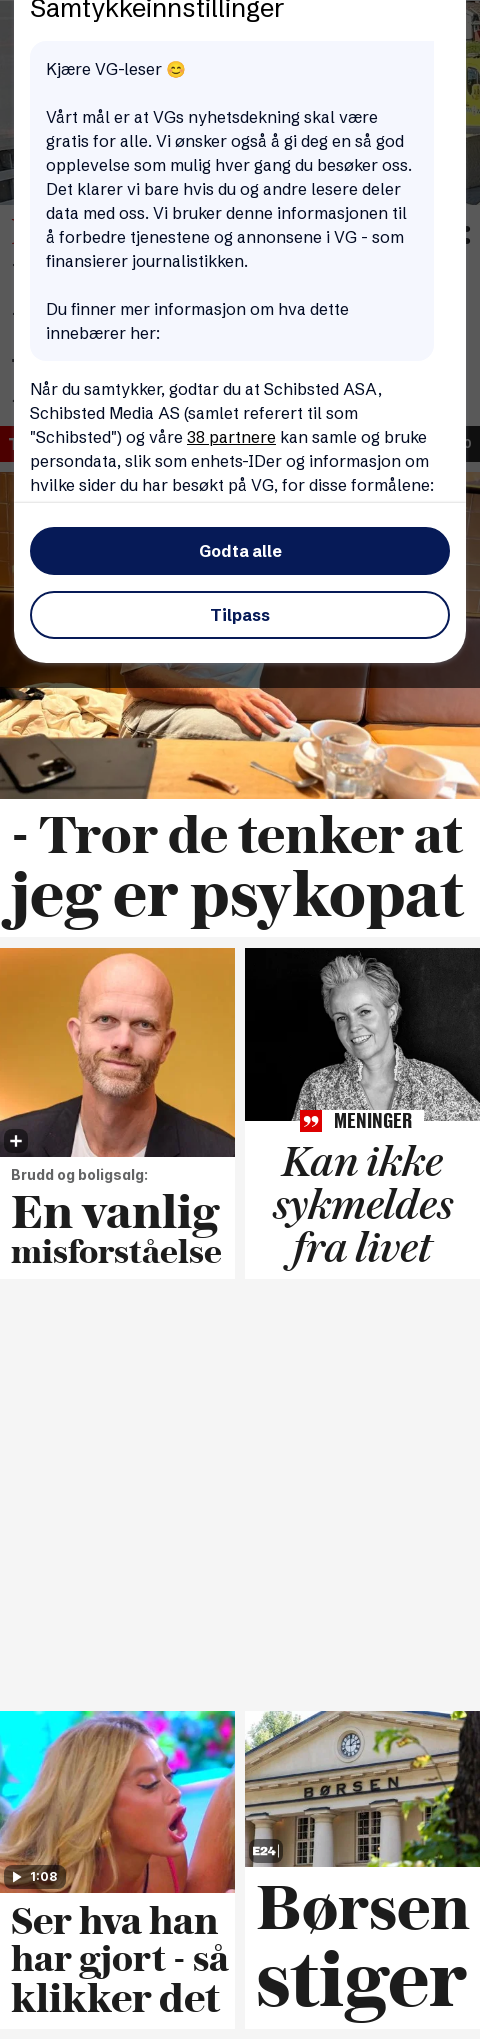 Samtykkeinnstillinger
Kjære VG-leser 😊
Vårt mål er at VGs nyhetsdekning skal være
gratis for alle. Vi ønsker også å gi deg en så god
opplevelse som mulig hver gang du besøker oss.
Det klarer vi bare hvis du og andre lesere deler
data med oss. Vi bruker denne informasjonen til
å forbedre tjenestene og annonsene i VG - som
finansierer journalistikken.
Du finner mer informasjon om hva dette
innebærer her:
Når du samtykker, godtar du at Schibsted ASA,
Schibsted Media AS (samlet referert til som
"Schibsted") og våre 38 partnere kan samle og bruke
persondata, slik som enhets-IDer og informasjon om
hvilke sider du har besøkt på VG, for disse formålene:
Godta alle
Tilpass
- Tror de tenker at
jeg er psykopat
Brudd og boligsalg:
En vanlig
misforståelse
MENINGER
Kan ikke
sykmeldes
fra livet
1:08
Ser hva han
har gjort - så
klikker det
BØRSEN
E24
Børsen
stiger